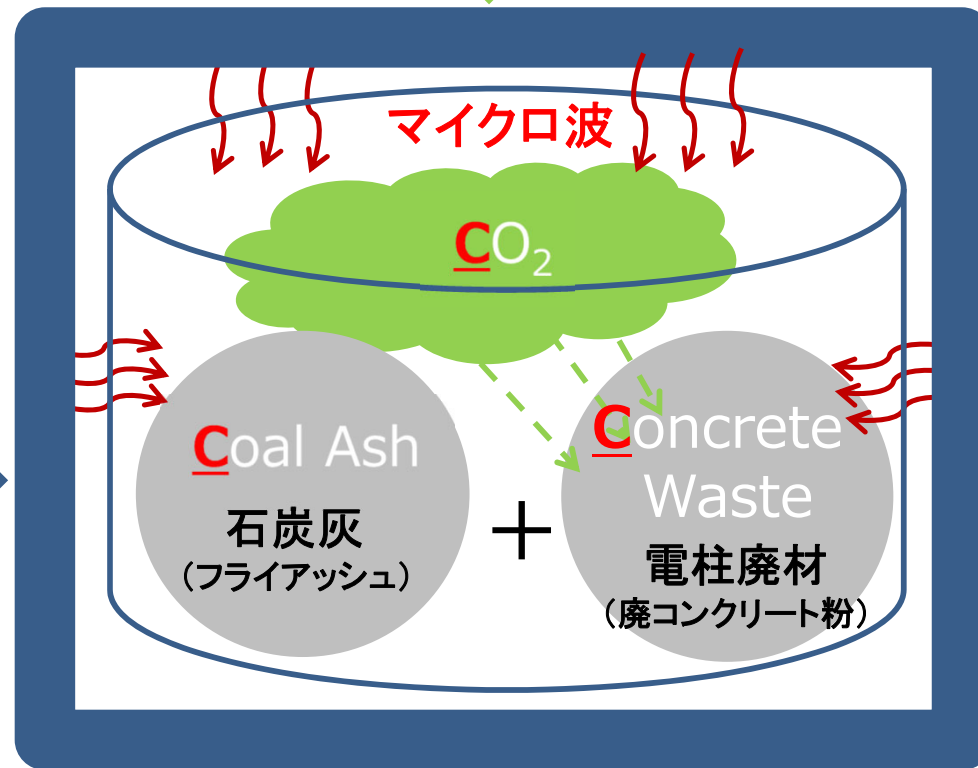 マイクロ波
CO₂
Coal Ash
石炭灰
（フライアッシュ）
＋
Concrete
Waste
電柱廃材
（廃コンクリート粉）